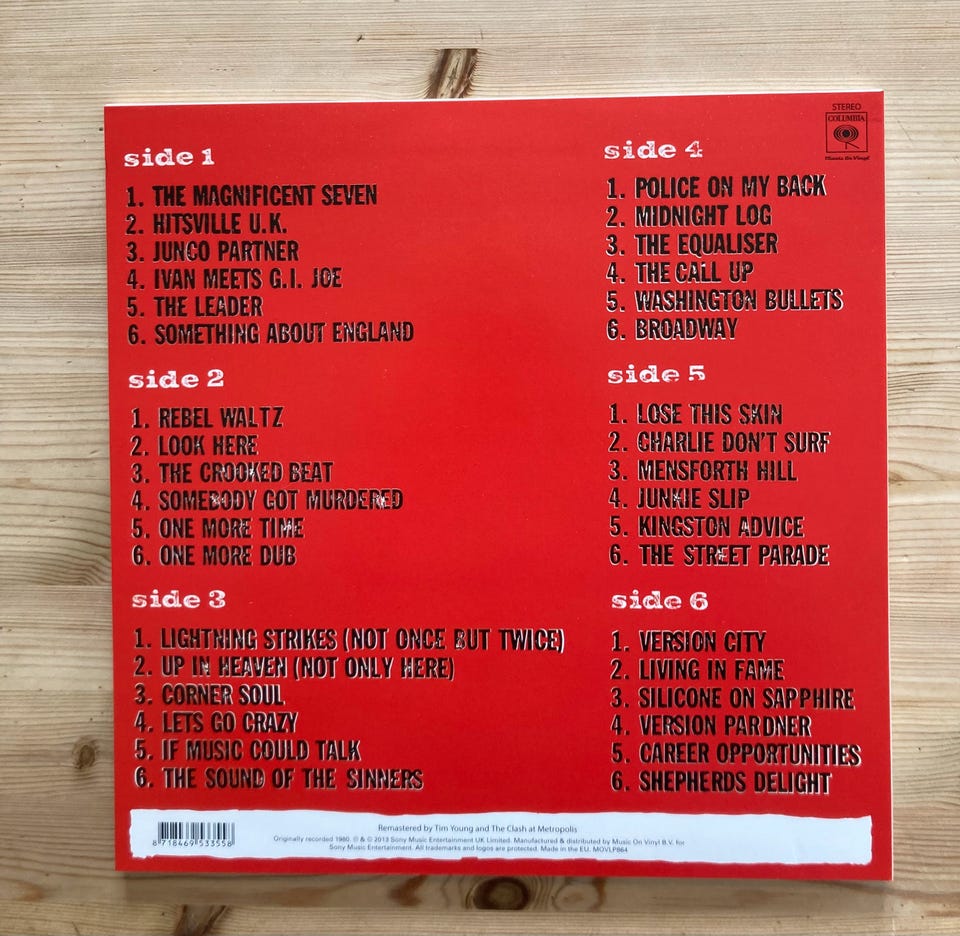 side 1
1. THE MAGNIFICENT SEVEN
2. HITSVILLE U.K.
3. JUNCO PARTNER
4. IVAN MEETS G.I. JOE
5. THE LEADER
6. SOMETHING ABOUT ENGLAND
side 2
1. REBEL WALTZ
2. LOOK HERE
3. THE CROOKED BEAT
4. SOMEBODY GOT MURDERED
5. ONE MORE TIME
6. ONE MORE DUB
side 3
1. LIGHTNING STRIKES (NOT ONCE BUT TWICE)
2. UP IN HEAVEN (NOT ONLY HERE)
3. CORNER SOUL
4. LETS GO CRAZY
5. IF MUSIC COULD TALK
6. THE SOUND OF THE SINNERS
STEREO
COLUMBIA
Music On Vinyl
side 4
1. POLICE ON MY BACK
2. MIDNIGHT LOG
3. THE EQUALISER
4. THE CALL UP
5. WASHINGTON BULLETS
6. BROADWAY
side 5
1. LOSE THIS SKIN
2. CHARLIE DON'T SURF
3. MENSFORTH HILL
4. JUNKIE SLIP
5. KINGSTON ADVICE
6. THE STREET PARADE
side 6
1. VERSION CITY
2. LIVING IN FAME
3. SILICONE ON SAPPHIRE
4. VERSION PARDNER
5. CAREER OPPORTUNITIES
6. SHEPHERDS DELIGHT
8 718469 533558
Remastered by Tim Young and The Clash at Metropolis
Originally recorded 1980. ℗ & © 2013 Sony Music Entertainment UK Limited. Manufactured & distributed by Music On Vinyl B.V. for
Sony Music Entertainment. All trademarks and logos are protected. Made in the EU. MOVLP864